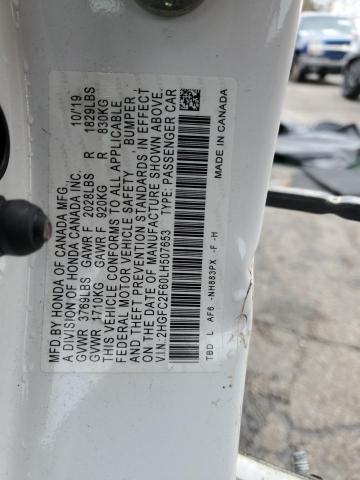 MFD.BY HONDA OF CANADA MFG. 10/'19
A DIVISION OF HONDA CANADA INC.
GVWR 3769LBS GAWR F 2028LBS R 1829LBS
GVWR 1710KG GAWR F 920KG R 830KG
THIS VEHICLE CONFORMS TO ALL APPLICABLE
FEDERAL MOTOR VEHICLE SAFETY , BUMPER ,
AND THEFT PREVENTION STANDARDS IN EFFECT
ON THE DATE OF MANUFACTURE SHOWN ABOVE.
V.I.N: 2HGFC2F60LH507653 TYPE: PASSENGER CAR
TBD L AF6 -NH883PX -F -H
MADE IN CANADA